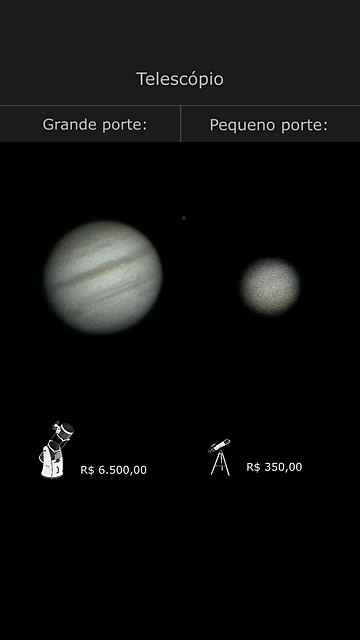 Telescópio
Grande porte:
Pequeno porte:
R$ 6.500,00
R$ 350,00